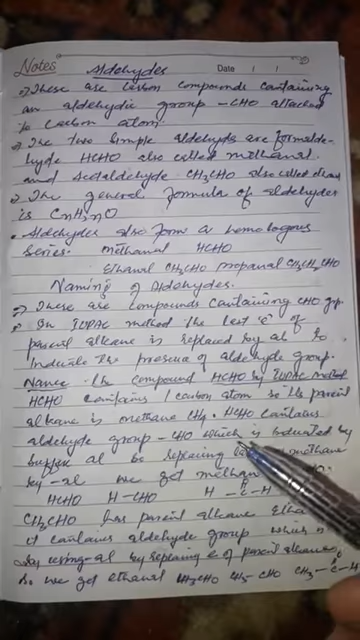 Notes Aldehydes Date / /
These are carbon compounds containing
an aldehydic group -CHO attached
to carbon atom.
The two simple aldehydes are formalde-
hyde HCHO also called methanal.
and Acetaldehyde CH3CHO also called
The general formula of aldehydes
is CnH2nO
Aldehydes also form a homologous
series. methanal HCHO
Ethanal CH3CHO propanal CH3CH2CHO
Naming of Aldehydes.
These are compounds containing CHO gp.
In IUPAC method the last 'e' of
parent alkane is replaced by al to
indicate the presence of aldehyde group.
Name the compound HCHO by IUPAC method
HCHO contains 1 carbon atom so its parent
alkane is methane CH4. HCHO contains
aldehyde group -CHO which is indicated by
suffix al so replacing methane
by -al we get
HCHO H-CHO H-C-H
CH3CHO has parent alkane
it contains aldehyde group which
by using-al by replacing e of parent alkane
So we get ethanal CH3CHO CH3-CHO CH3-C-H